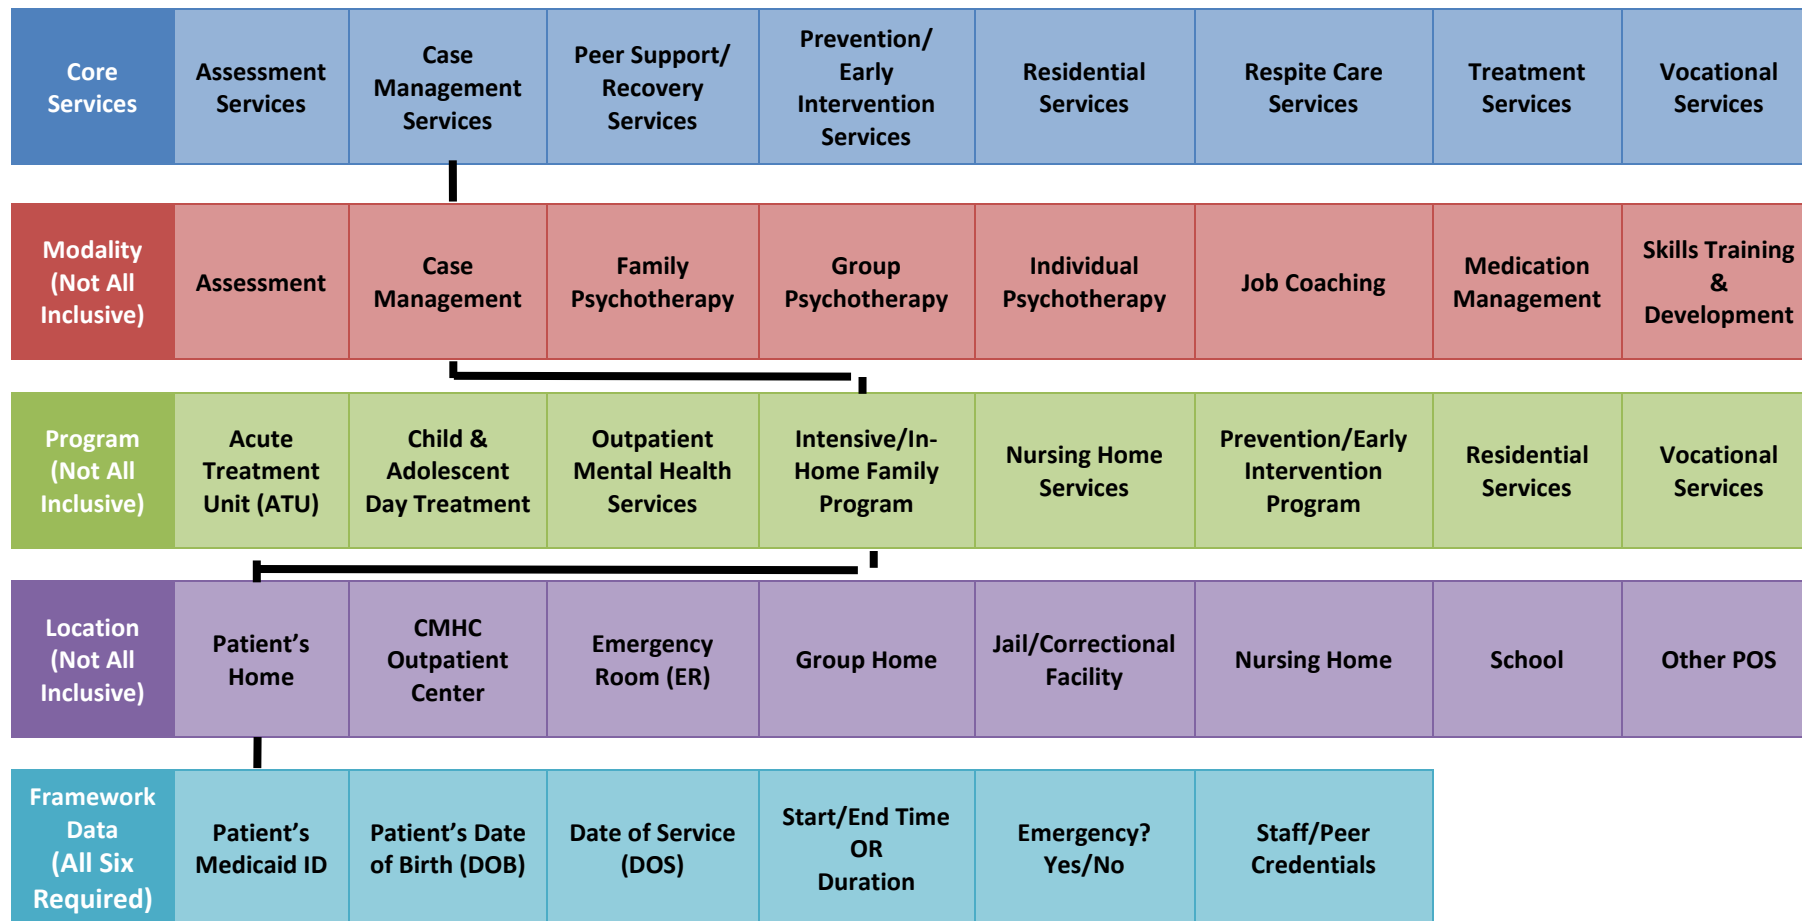 Core
Services
Assessment
Services
Case
Management
Services
Peer Support/
Recovery
Services
Prevention/
Early
Intervention
Services
Residential
Services
Respite Care
Services
Treatment
Services
Vocational
Services
Modality
(Not All
Inclusive)
Assessment
Case
Management
Family
Psychotherapy
Group
Psychotherapy
Individual
Psychotherapy
Job Coaching
Medication
Management
Skills Training
&
Development
Program
(Not All
Inclusive)
Acute
Treatment
Unit (ATU)
Child &
Adolescent
Day Treatment
Outpatient
Mental Health
Services
Intensive/In-
Home Family
Program
Nursing Home
Services
Prevention/Early
Intervention
Program
Residential
Services
Vocational
Services
Location
(Not All
Inclusive)
Patient’s
Home
CMHC
Outpatient
Center
Emergency
Room (ER)
Group Home
Jail/Correctional
Facility
Nursing Home
School
Other POS
Framework
Data
(All Six
Required)
Patient’s
Medicaid ID
Patient’s Date
of Birth (DOB)
Date of Service
(DOS)
Start/End Time
OR
Duration
Emergency?
Yes/No
Staff/Peer
Credentials